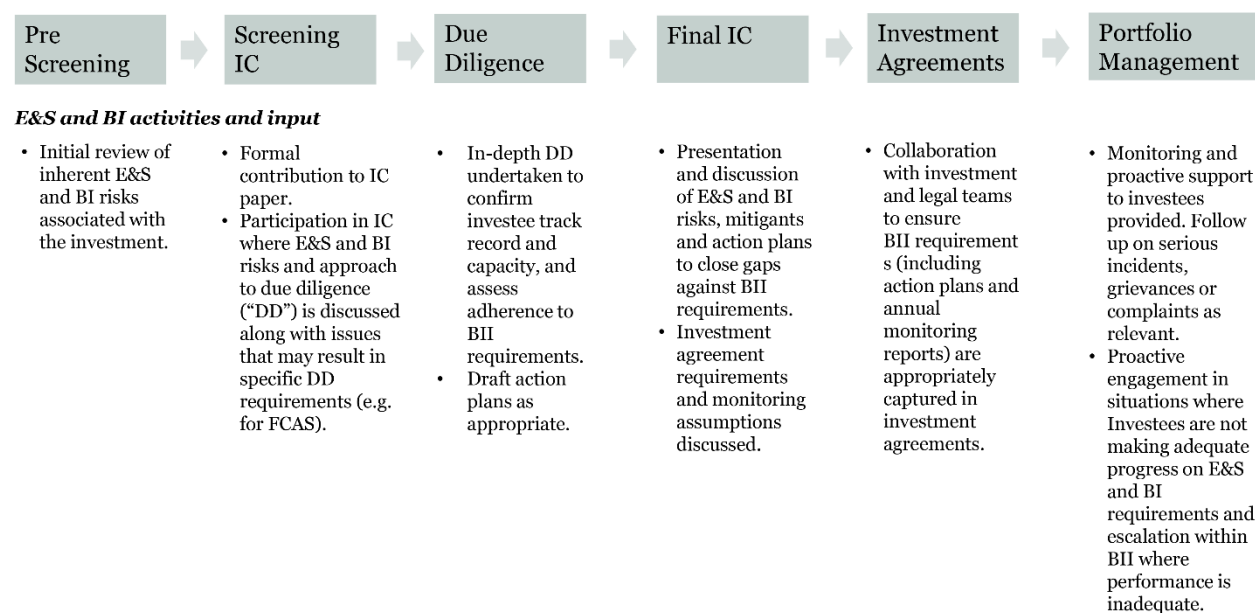 Pre
Screening
Screening
IC
Due
Diligence
Final IC
Investment
Agreements
Portfolio
Management
E&S and BI activities and input
• Initial review of
inherent E&S
and BI risks
associated with
the investment.
• Formal
contribution to IC
paper.
• Participation in IC
where E&S and BI
risks and approach
to due diligence
(“DD”) is discussed
along with issues
that may result in
specific DD
requirements (e.g.
for FCAS).
• In-depth DD
undertaken to
confirm
investee track
record and
capacity, and
assess
adherence to
BII
requirements.
• Draft action
plans as
appropriate.
• Presentation
and discussion
of E&S and BI
risks, mitigants
and action plans
to close gaps
against BII
requirements.
• Investment
agreement
requirements
and monitoring
assumptions
discussed.
• Collaboration
with investment
and legal teams
to ensure
BII requirement
s (including
action plans and
annual
monitoring
reports) are
appropriately
captured in
investment
agreements.
• Monitoring and
proactive support
to investees
provided. Follow
up on serious
incidents,
grievances or
complaints as
relevant.
• Proactive
engagement in
situations where
Investees are not
making adequate
progress on E&S
and BI
requirements and
escalation within
BII where
performance is
inadequate.